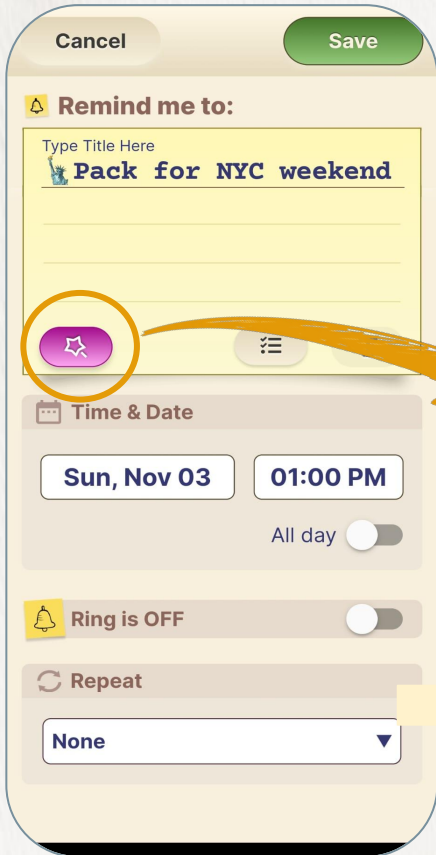 Cancel
Save
Remind me to:
Type Title Here
🗽Pack for NYC weekend
Time & Date
Sun, Nov 03
01:00 PM
All day
Ring is OFF
Repeat
None